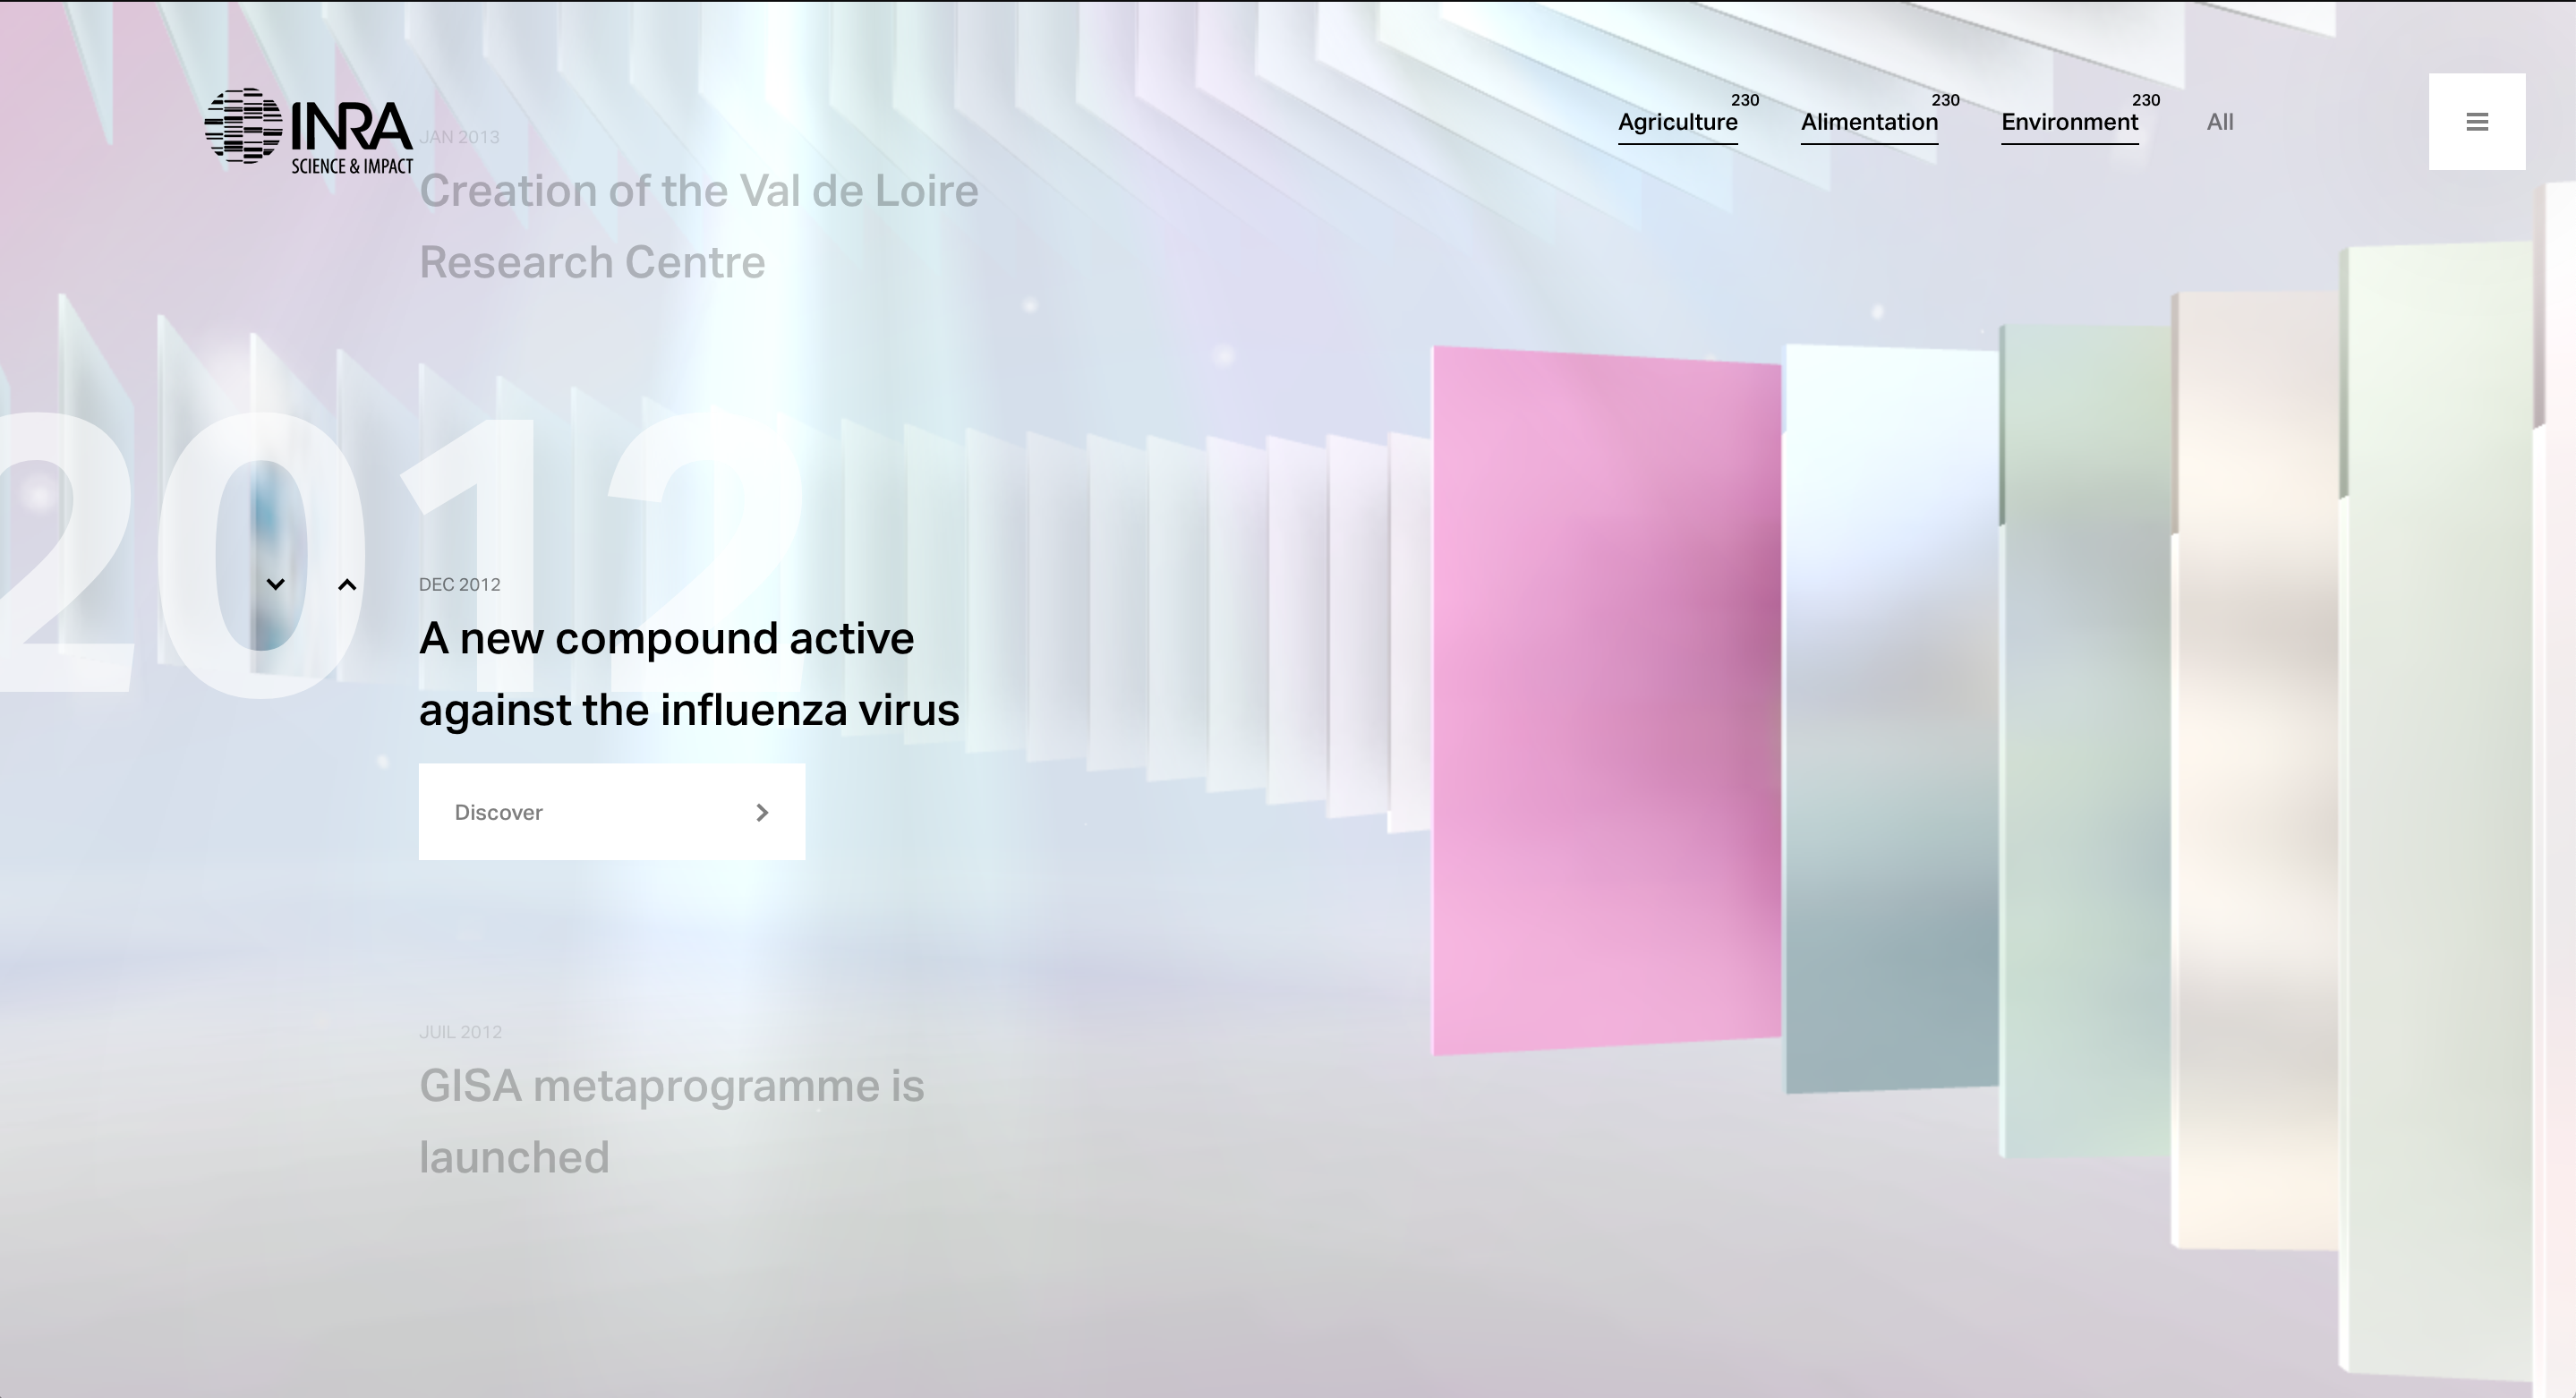 INRA
SCIENCE & IMPACT
Agriculture 230
Alimentation 230
Environment 230
All
JAN 2013
Creation of the Val de Loire
Research Centre
2012
DEC 2012
A new compound active
against the influenza virus
Discover
JUIL 2012
GISA metaprogramme is
launched